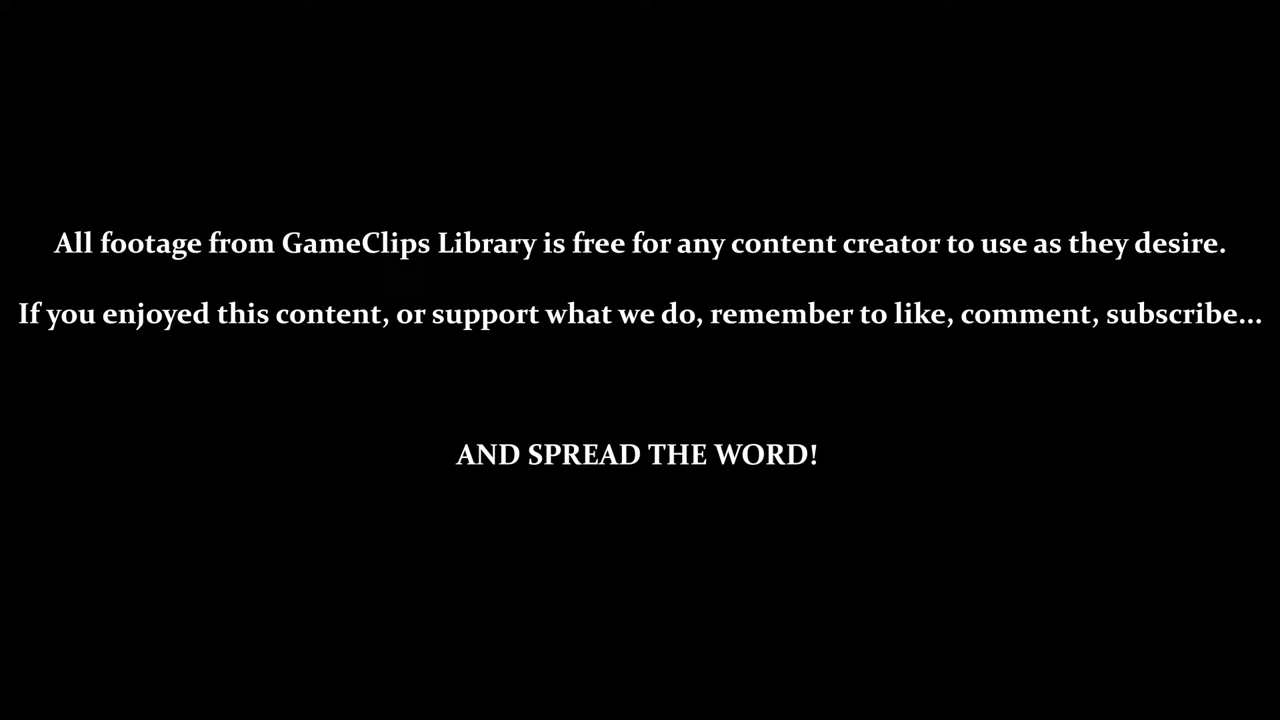 All footage from GameClips Library is free for any content creator to use as they desire.
If you enjoyed this content, or support what we do, remember to like, comment, subscribe...
AND SPREAD THE WORD!